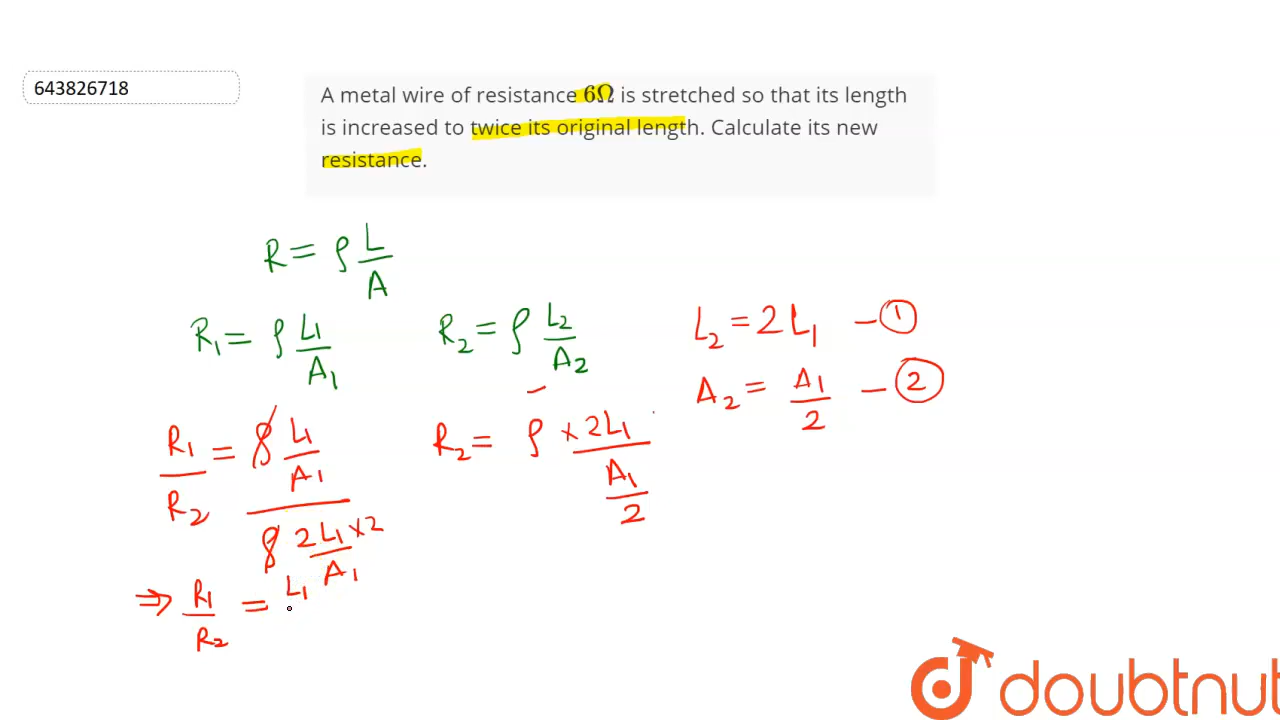 643826718
A metal wire of resistance 6Ω is stretched so that its length
is increased to twice its original length. Calculate its new
resistance.
R = ρ L/A
R₁ = ρ L₁/A₁
R₂ = ρ L₂/A₂
L₂ = 2L₁ – ①
A₂ = A₁/2 – ②
R₁/R₂ = (ρ L₁/A₁)/(ρ 2L₁×2/A₁)
R₂ = ρ × 2L₁/(A₁/2)
⇒ R₁/R₂ = L₁
doubtnut